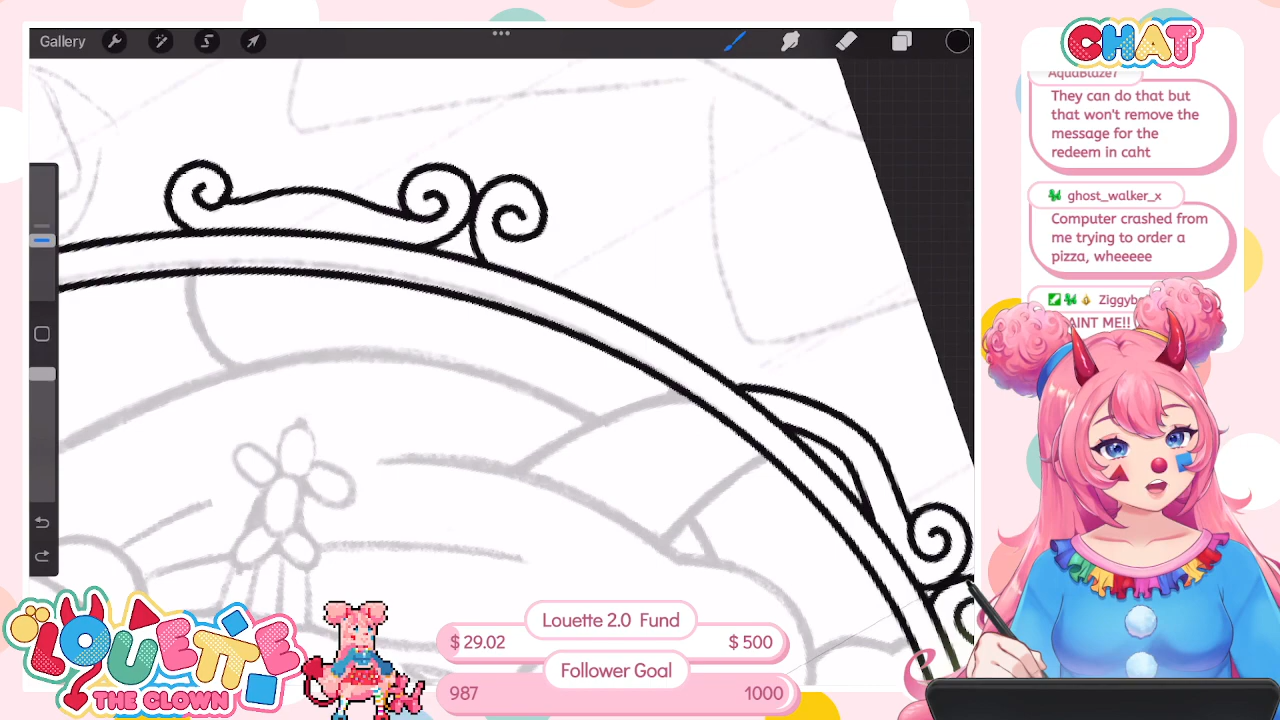 Gallery
CHAT
AquaBlaze7
They can do that but
that won't remove the
message for the
redeem in caht
ghost_walker_x
Computer crashed from
me trying to order a
pizza, wheeeee
AINT ME!!
LOUETTE
THE CLOWN
Louette 2.0 Fund
$ 29.02
$ 500
Follower Goal
987
1000